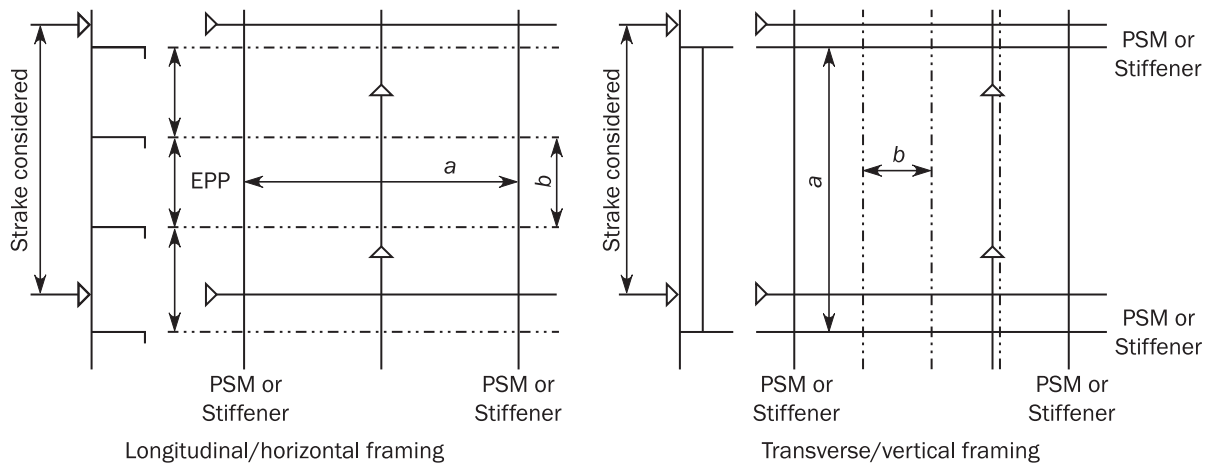 Strake considered
EPP
a
b
PSM or
Stiffener
PSM or
Stiffener
Longitudinal/horizontal framing
Strake considered
a
b
PSM or
Stiffener
PSM or
Stiffener
PSM or
Stiffener
PSM or
Stiffener
Transverse/vertical framing